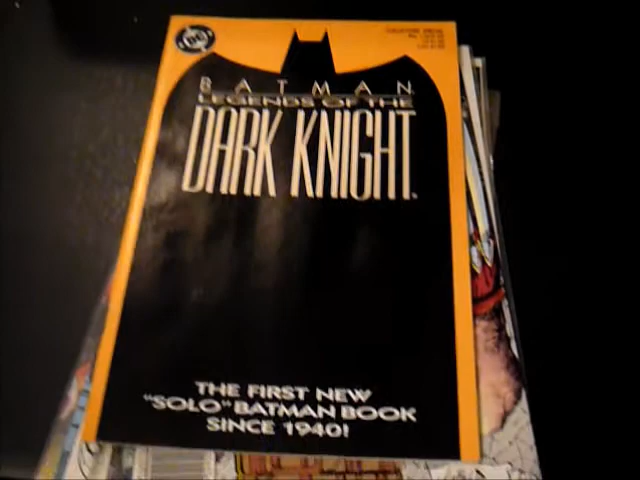 DC
BATMAN
LEGENDS OF THE
DARK KNIGHT
THE FIRST NEW
"SOLO" BATMAN BOOK
SINCE 1940!